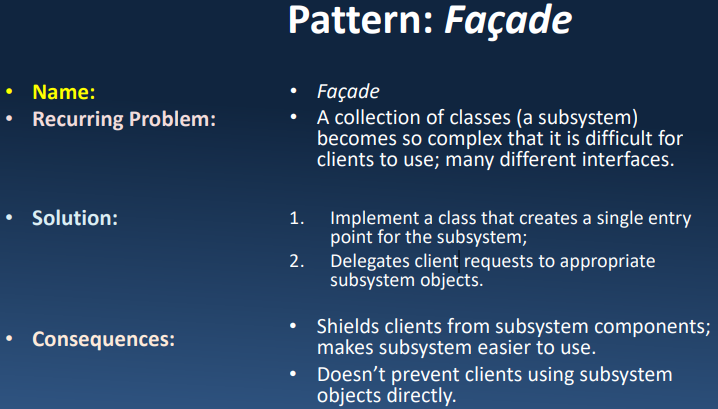 Pattern: Façade
• Name:
• Façade
• Recurring Problem:
• A collection of classes (a subsystem)
becomes so complex that it is difficult for
clients to use; many different interfaces.
• Solution:
1. Implement a class that creates a single entry
point for the subsystem;
2. Delegates client requests to appropriate
subsystem objects.
• Consequences:
• Shields clients from subsystem components;
makes subsystem easier to use.
• Doesn’t prevent clients using subsystem
objects directly.